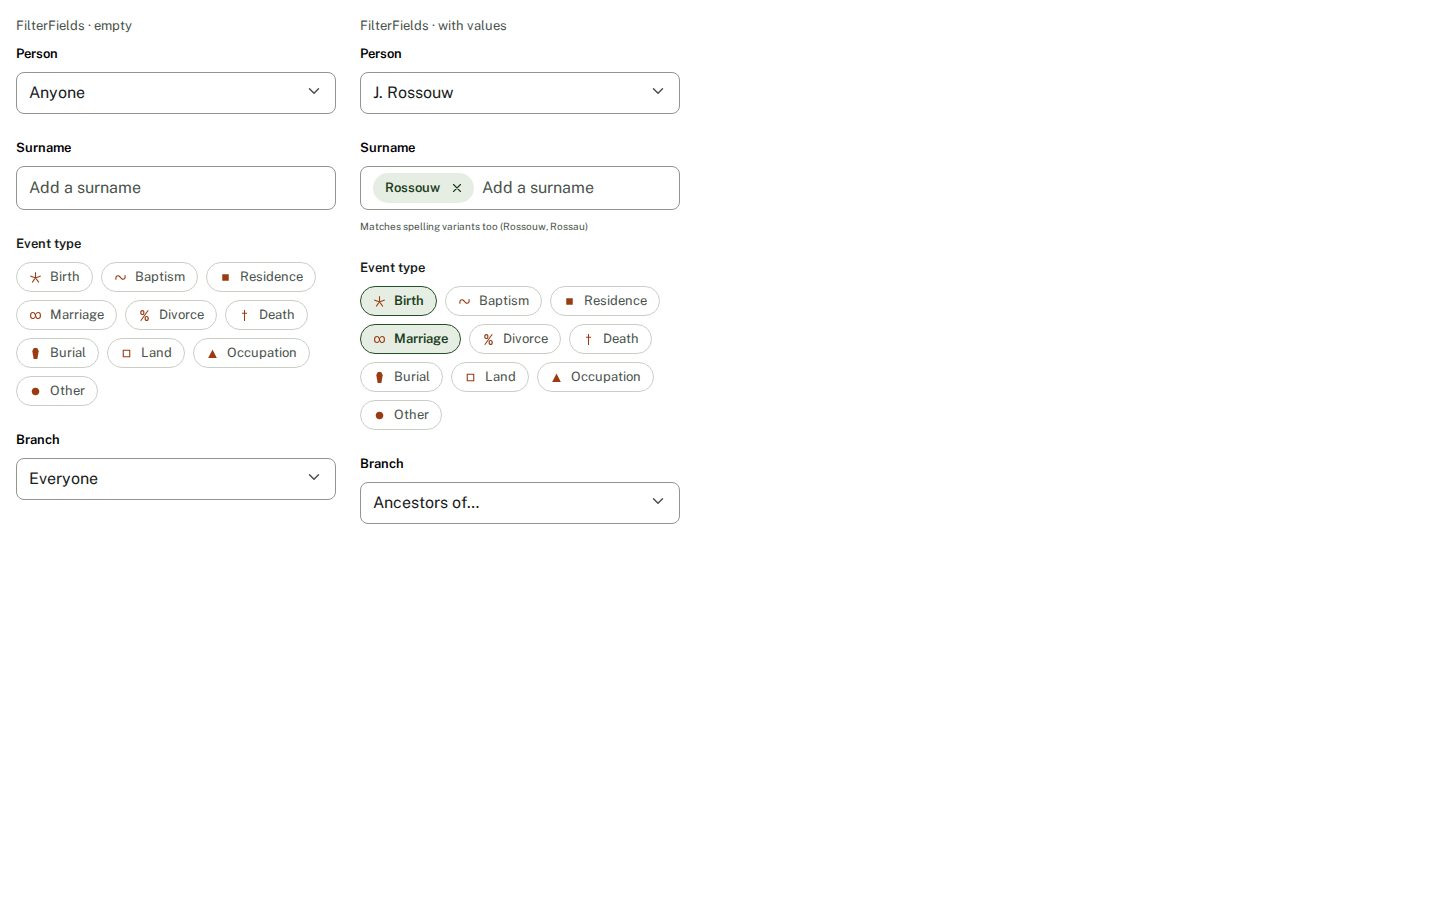 FilterFields · empty
Person
Anyone
Surname
Add a surname
Event type
Birth Baptism Residence
Marriage Divorce Death
Burial Land Occupation
Other
Branch
Everyone
FilterFields · with values
Person
J. Rossouw
Surname
Rossouw Add a surname
Matches spelling variants too (Rossouw, Rossau)
Event type
Birth Baptism Residence
Marriage Divorce Death
Burial Land Occupation
Other
Branch
Ancestors of...